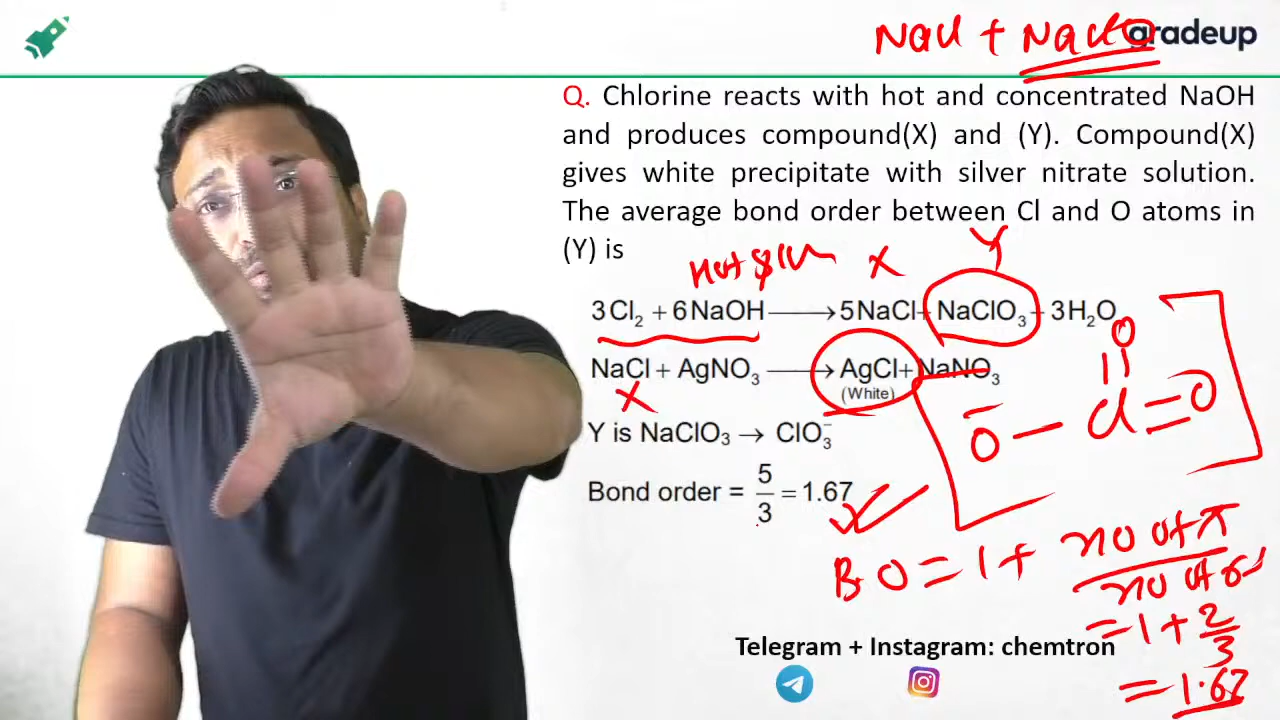 NaCl + NaClO
gradeup
Q. Chlorine reacts with hot and concentrated NaOH
and produces compound(X) and (Y). Compound(X)
gives white precipitate with silver nitrate solution.
The average bond order between Cl and O atoms in
(Y) is
Hot X Y
3Cl₂ + 6NaOH ⟶ 5NaCl + NaClO₃ + 3H₂O
NaCl + AgNO₃ ⟶ AgCl + NaNO₃
(White)
X
O
O⁻ — Cl = O
Y is NaClO₃ → ClO₃⁻
Bond order = 5/3 = 1.67
B.O = 1 + no of π / no of σ
= 1 + 2/3
= 1.67
Telegram + Instagram: chemtron